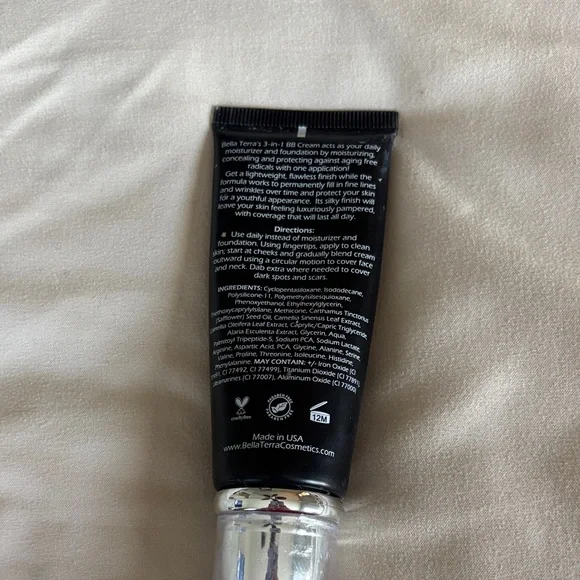 Bella Terra's 3-in-1 BB Cream acts as your daily
moisturizer and foundation by moisturizing,
concealing and protecting against aging free
radicals with one application!
Get a lightweight, flawless finish while the
formula works to permanently fill in fine lines
and wrinkles over time and protect your skin
for a youthful appearance. Its silky finish will
leave your skin feeling luxuriously pampered,
with coverage that will last all day.
Directions:
Use daily instead of moisturizer and
foundation. Using fingertips, apply to clean
skin; start at cheeks and gradually blend cream
outward using a circular motion to cover face
and neck. Dab extra where needed to cover
dark spots and scars.
INGREDIENTS: Cyclopentasiloxane, Isododecane,
Polysilicone-11, Polymethylsilsesquioxane,
Phenoxyethanol, Ethylhexylglycerin,
Methicone, Carthamus Tinctorius
(Safflower) Seed Oil, Camellia Sinensis Leaf Extract,
Oleifera Leaf Extract, Caprylic/Capric Triglyceride,
Alaria Esculenta Extract, Glycerin, Aqua,
Palmitoyl Tripeptide-5, Sodium PCA, Sodium Lactate,
Arginine, Aspartic Acid, PCA, Glycine, Alanine, Serine,
Valine, Proline, Threonine, Isoleucine, Histidine,
Phenylalanine. MAY CONTAIN: +/- Iron Oxide (CI
CI 77492, CI 77499), Titanium Dioxide (CI 77891),
(CI 77007), Aluminum Oxide (CI 77000)
crueltyfree
PARABEN FREE
PARABEN FREE
12M
Made in USA
www.BellaTerraCosmetics.com